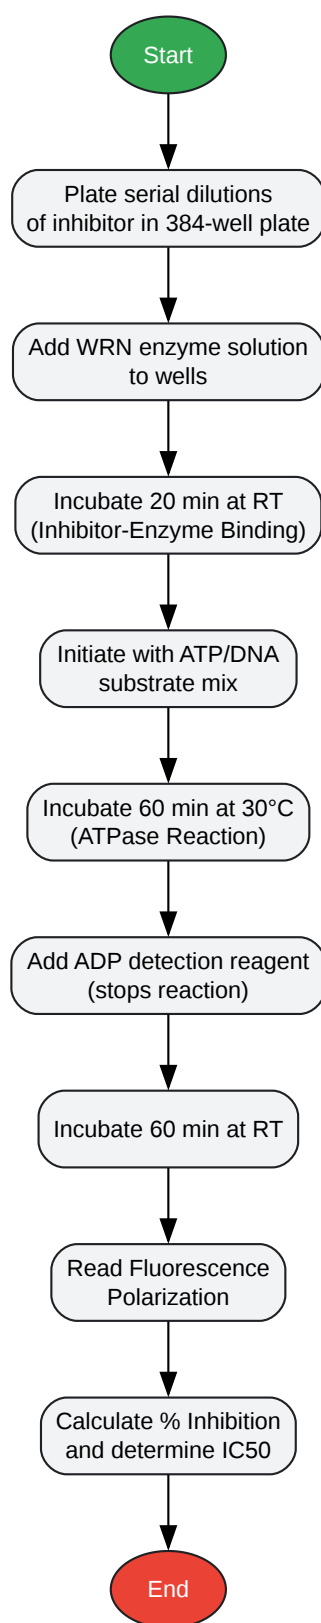 Start
Plate serial dilutions
of inhibitor in 384-well plate
Add WRN enzyme solution
to wells
Incubate 20 min at RT
(Inhibitor-Enzyme Binding)
Initiate with ATP/DNA
substrate mix
Incubate 60 min at 30°C
(ATPase Reaction)
Add ADP detection reagent
(stops reaction)
Incubate 60 min at RT
Read Fluorescence
Polarization
Calculate % Inhibition
and determine IC50
End